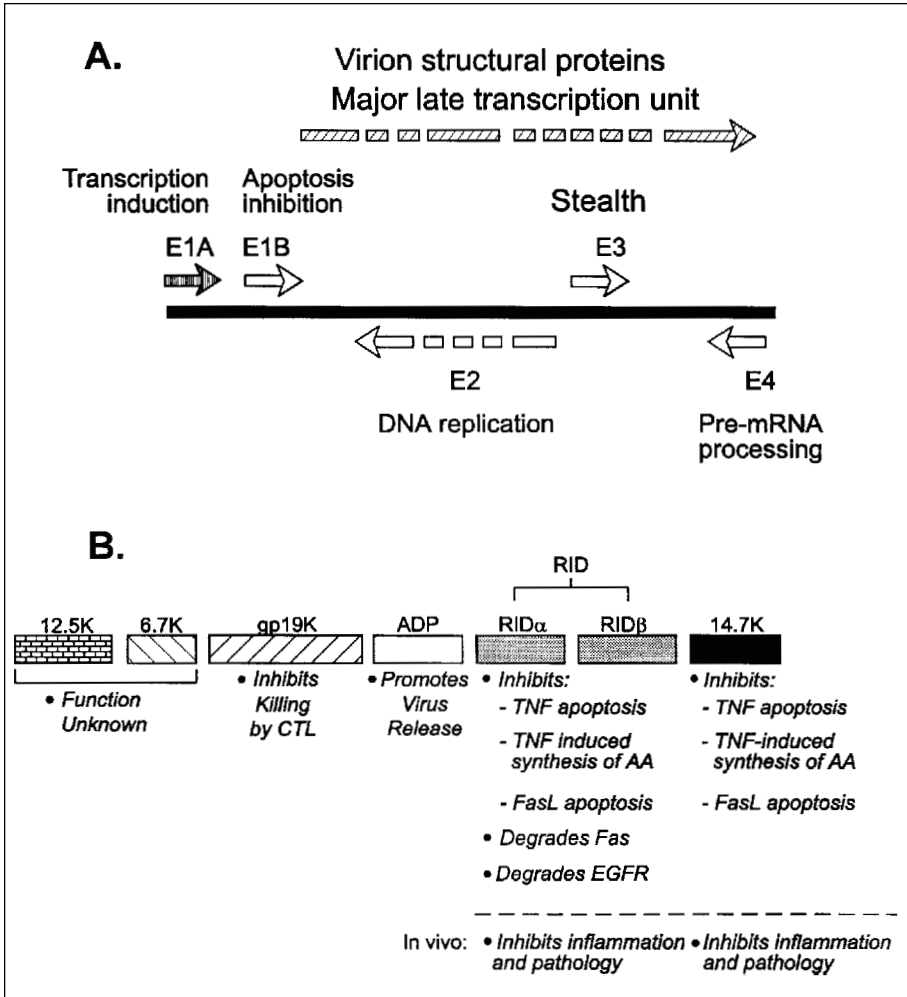 A.
Virion structural proteins
Major late transcription unit
Transcription
induction
Apoptosis
inhibition
Stealth
E1A
E1B
E3
E2
E4
DNA replication
Pre-mRNA
processing
B.
RID
12.5K
6.7K
gp19K
ADP
RIDα
RIDβ
14.7K
• Function
Unknown
• Inhibits
Killing
by CTL
• Promotes
Virus
Release
• Inhibits:
- TNF apoptosis
- TNF induced
synthesis of AA
- FasL apoptosis
• Degrades Fas
• Degrades EGFR
• Inhibits:
- TNF apoptosis
- TNF-induced
synthesis of AA
- FasL apoptosis
In vivo:
• Inhibits inflammation
and pathology
• Inhibits inflammation
and pathology